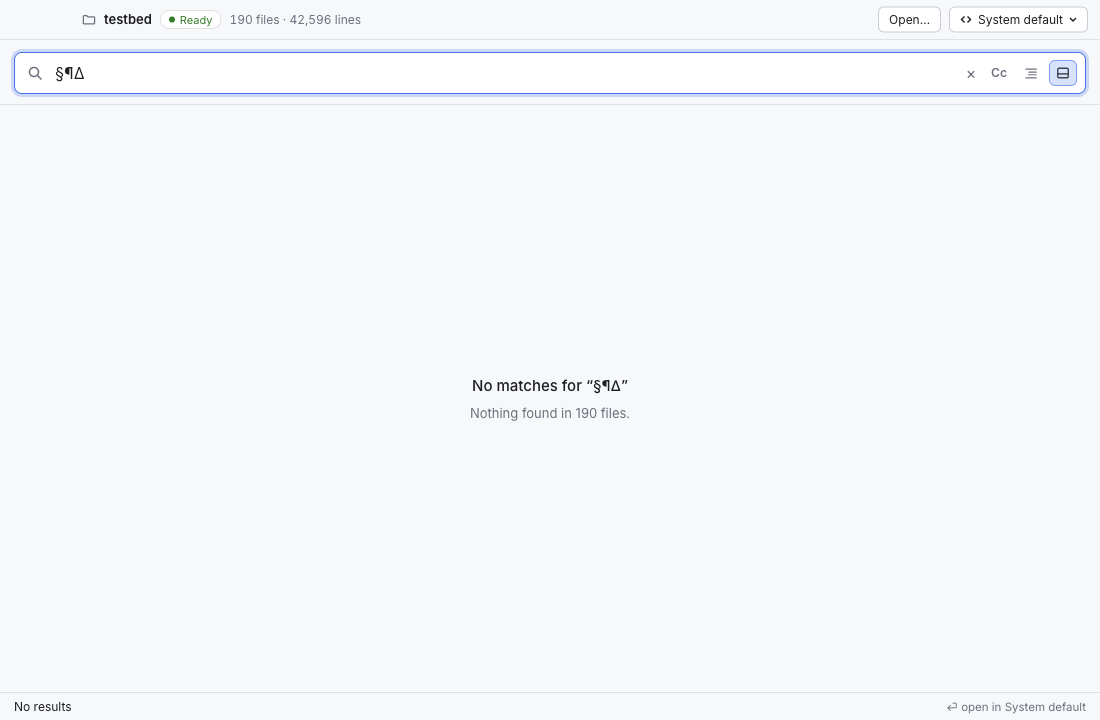 testbed Ready 190 files · 42,596 lines Open… System default
§¶Δ × Cc
No matches for “§¶Δ”
Nothing found in 190 files.
No results ⏎ open in System default